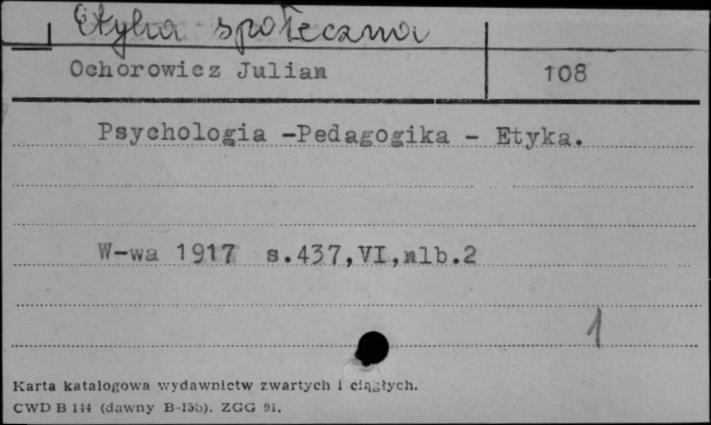 Etyka społeczna
Ochorowicz Julian 108
Psychologia -Pedagogika - Etyka.
W-wa 1917 s.437,VI,nlb.2
1
Karta katalogowa wydawnictw zwartych i ciągłych.
CWD B 144 (dawny B-15b). ZGG 91.